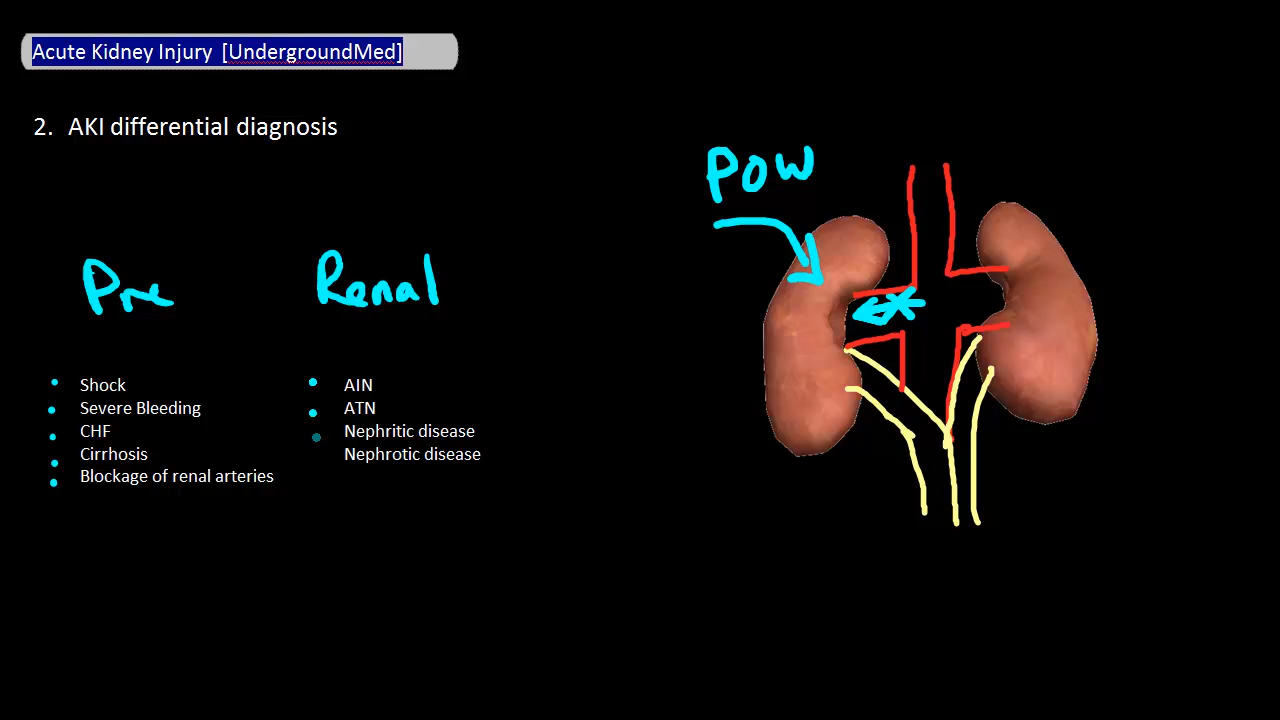 Acute Kidney Injury [UndergroundMed]
2. AKI differential diagnosis
POW
Pre
Renal
• Shock
• Severe Bleeding
• CHF
• Cirrhosis
• Blockage of renal arteries
• AIN
• ATN
• Nephritic disease
Nephrotic disease